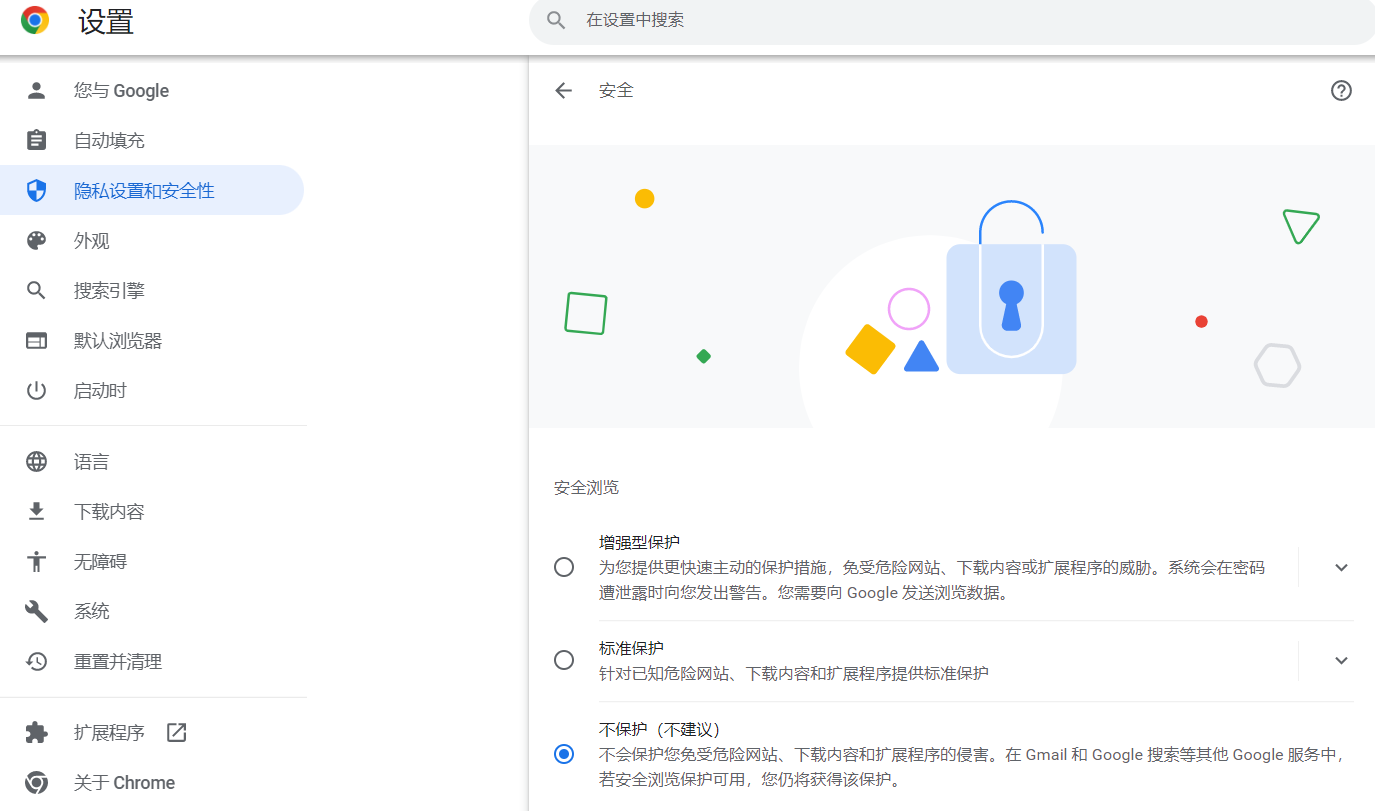 设置
在设置中搜索
您与 Google
自动填充
隐私设置和安全性
外观
搜索引擎
默认浏览器
启动时
语言
下载内容
无障碍
系统
重置并清理
扩展程序
关于 Chrome
安全
安全浏览
增强型保护
为您提供更快速主动的保护措施，免受危险网站、下载内容或扩展程序的威胁。系统会在密码
遭泄露时向您发出警告。您需要向 Google 发送浏览数据。
标准保护
针对已知危险网站、下载内容和扩展程序提供标准保护
不保护（不建议）
不会保护您免受危险网站、下载内容和扩展程序的侵害。在 Gmail 和 Google 搜索等其他 Google 服务中，
若安全浏览保护可用，您仍将获得该保护。